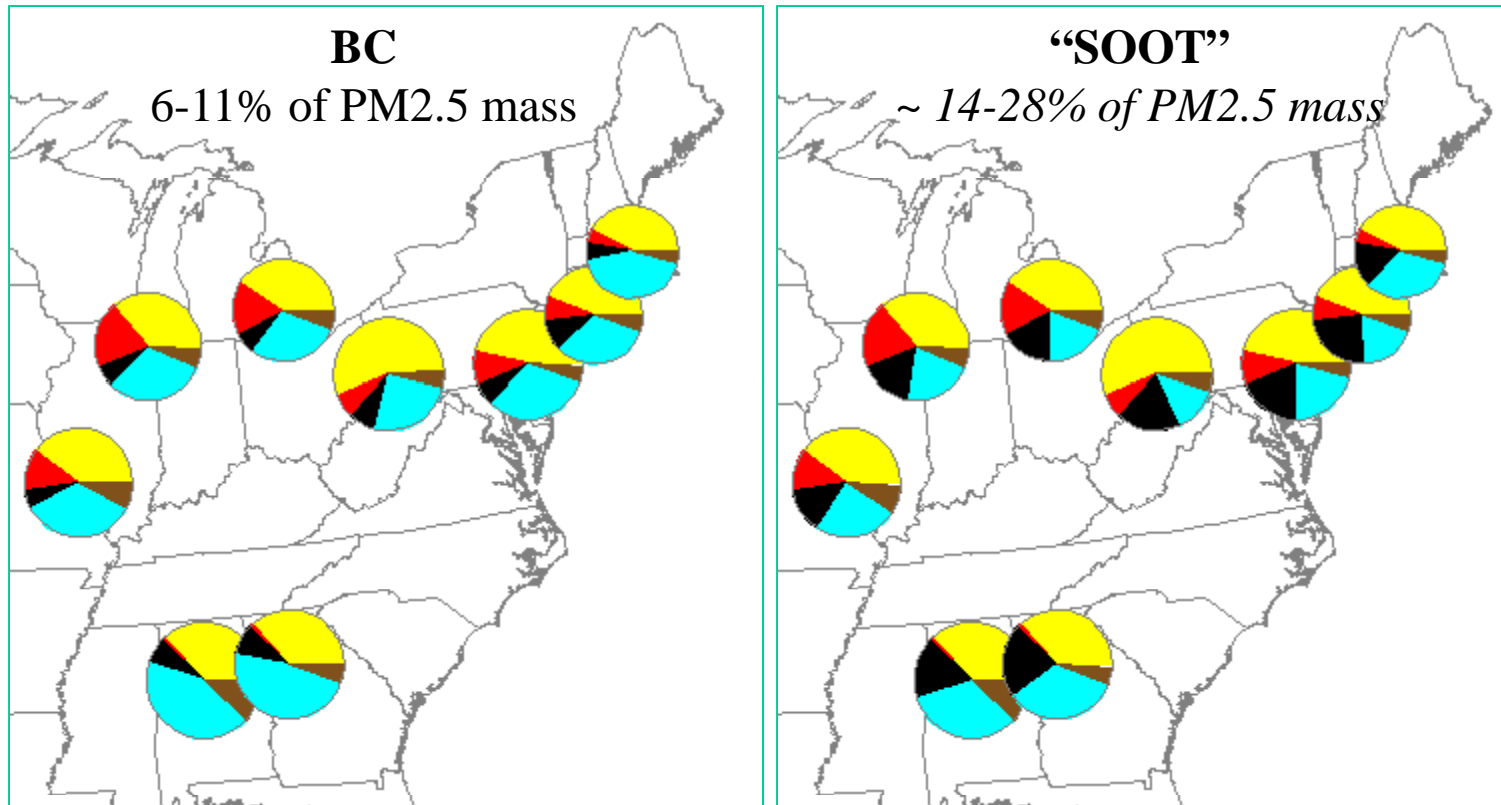 BC
6-11% of PM2.5 mass
“SOOT”
~ 14-28% of PM2.5 mass